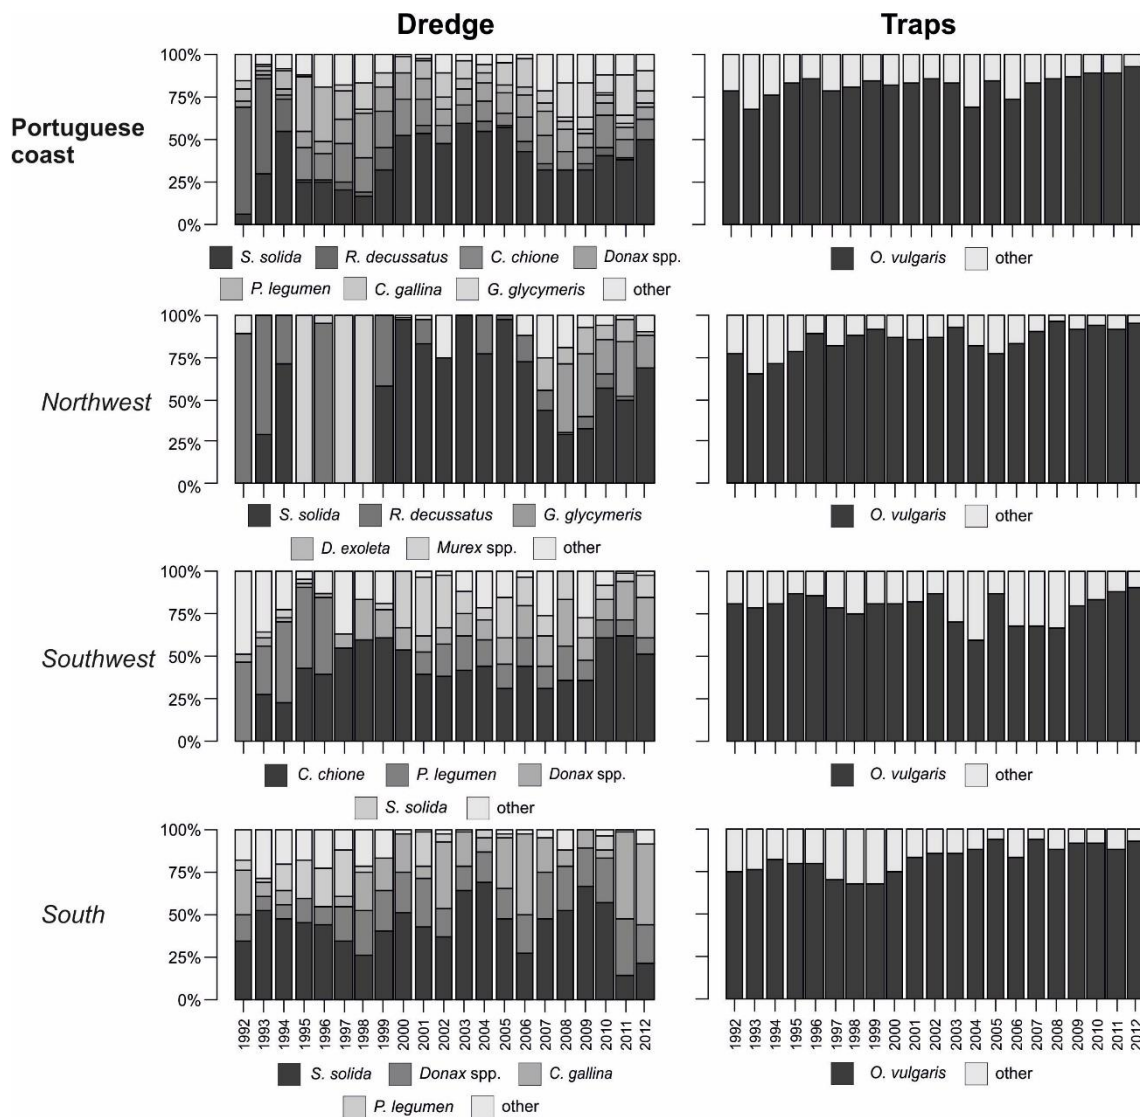 Dredge Traps
Portuguese coast
100%
75%
50%
25%
0%
S. solida R. decussatus C. chione Donax spp.
P. legumen C. gallina G. glycymeris other
O. vulgaris other
Northwest
100%
75%
50%
25%
0%
S. solida R. decussatus G. glycymeris
D. exoleta Murex spp. other
O. vulgaris other
Southwest
100%
75%
50%
25%
0%
C. chione P. legumen Donax spp.
S. solida other
O. vulgaris other
South
100%
75%
50%
25%
0%
1992 1993 1994 1995 1996 1997 1998 1999 2000 2001 2002 2003 2004 2005 2006 2007 2008 2009 2010 2011 2012
1992 1993 1994 1995 1996 1997 1998 1999 2000 2001 2002 2003 2004 2005 2006 2007 2008 2009 2010 2011 2012
S. solida Donax spp. C. gallina
P. legumen other
O. vulgaris other